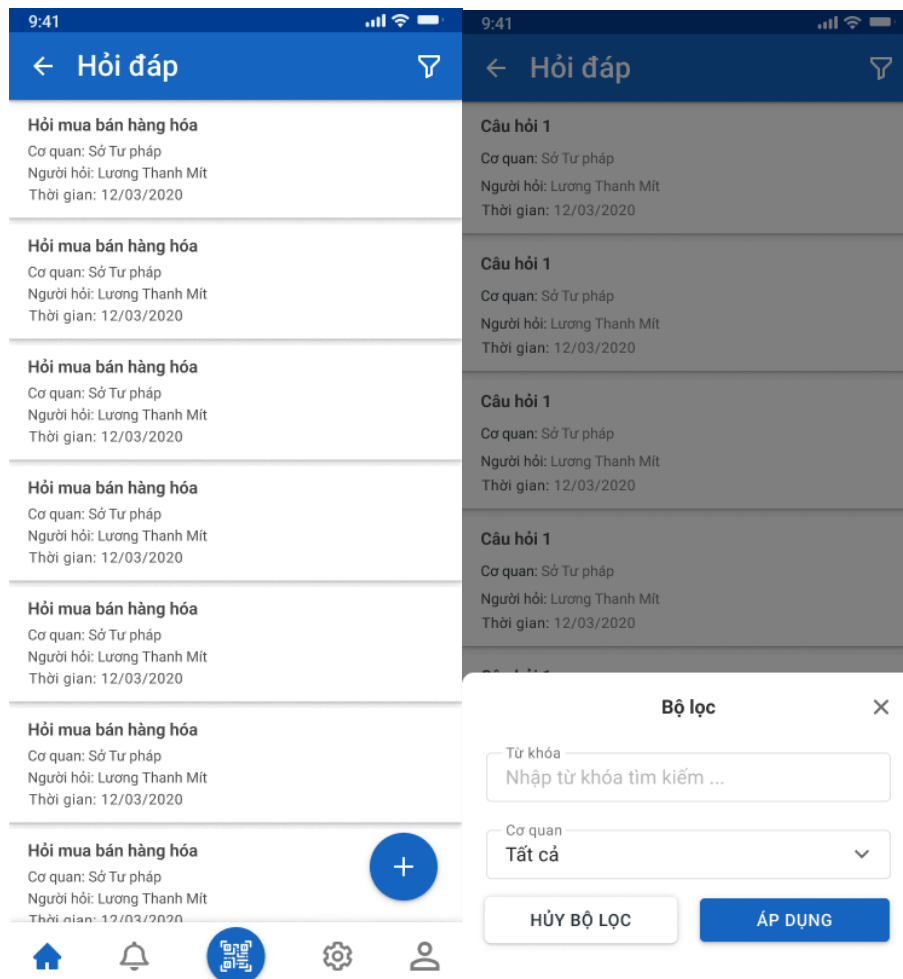 9:41
Hỏi đáp
Hỏi mua bán hàng hóa
Cơ quan: Sở Tư pháp
Người hỏi: Lương Thanh Mít
Thời gian: 12/03/2020
Hỏi mua bán hàng hóa
Cơ quan: Sở Tư pháp
Người hỏi: Lương Thanh Mít
Thời gian: 12/03/2020
Hỏi mua bán hàng hóa
Cơ quan: Sở Tư pháp
Người hỏi: Lương Thanh Mít
Thời gian: 12/03/2020
Hỏi mua bán hàng hóa
Cơ quan: Sở Tư pháp
Người hỏi: Lương Thanh Mít
Thời gian: 12/03/2020
Hỏi mua bán hàng hóa
Cơ quan: Sở Tư pháp
Người hỏi: Lương Thanh Mít
Thời gian: 12/03/2020
Hỏi mua bán hàng hóa
Cơ quan: Sở Tư pháp
Người hỏi: Lương Thanh Mít
Thời gian: 12/03/2020
Hỏi mua bán hàng hóa
Cơ quan: Sở Tư pháp
Người hỏi: Lương Thanh Mít
Thời gian: 12/03/2020
9:41
Hỏi đáp
Câu hỏi 1
Cơ quan: Sở Tư pháp
Người hỏi: Lương Thanh Mít
Thời gian: 12/03/2020
Câu hỏi 1
Cơ quan: Sở Tư pháp
Người hỏi: Lương Thanh Mít
Thời gian: 12/03/2020
Câu hỏi 1
Cơ quan: Sở Tư pháp
Người hỏi: Lương Thanh Mít
Thời gian: 12/03/2020
Câu hỏi 1
Cơ quan: Sở Tư pháp
Người hỏi: Lương Thanh Mít
Thời gian: 12/03/2020
Bộ lọc
Từ khóa
Nhập từ khóa tìm kiếm ...
Cơ quan
Tất cả
HỦY BỘ LỌC
ÁP DỤNG